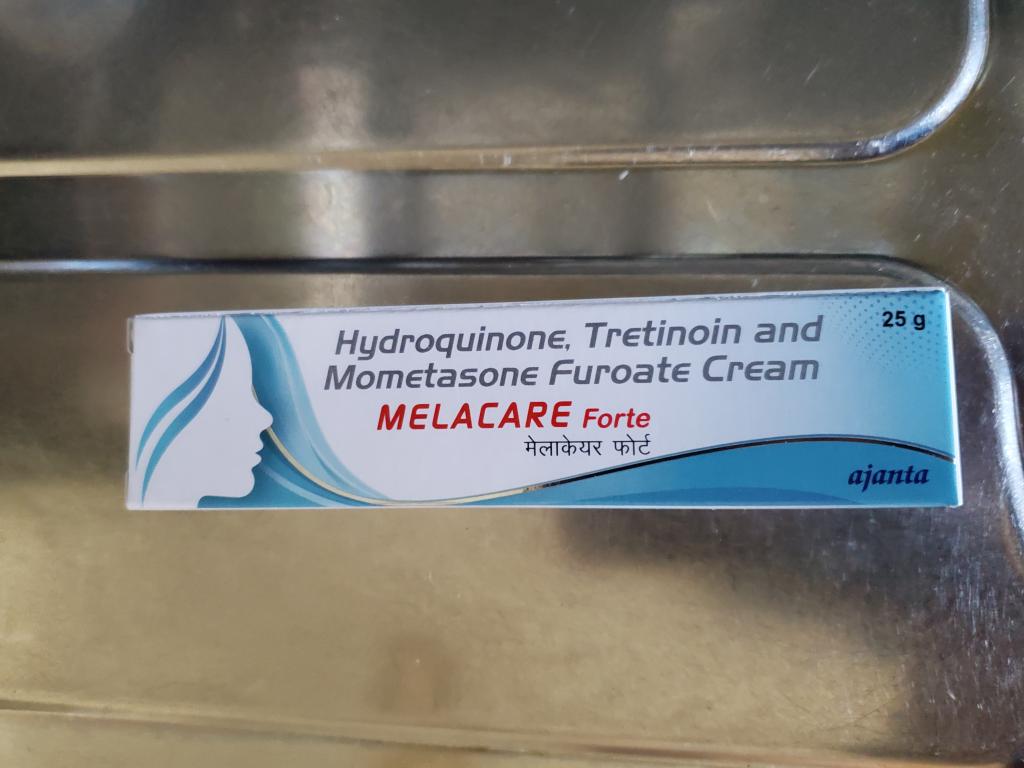 25 g
Hydroquinone, Tretinoin and
Mometasone Furoate Cream
MELACARE Forte
मेलाकेयर फोर्ट
ajanta